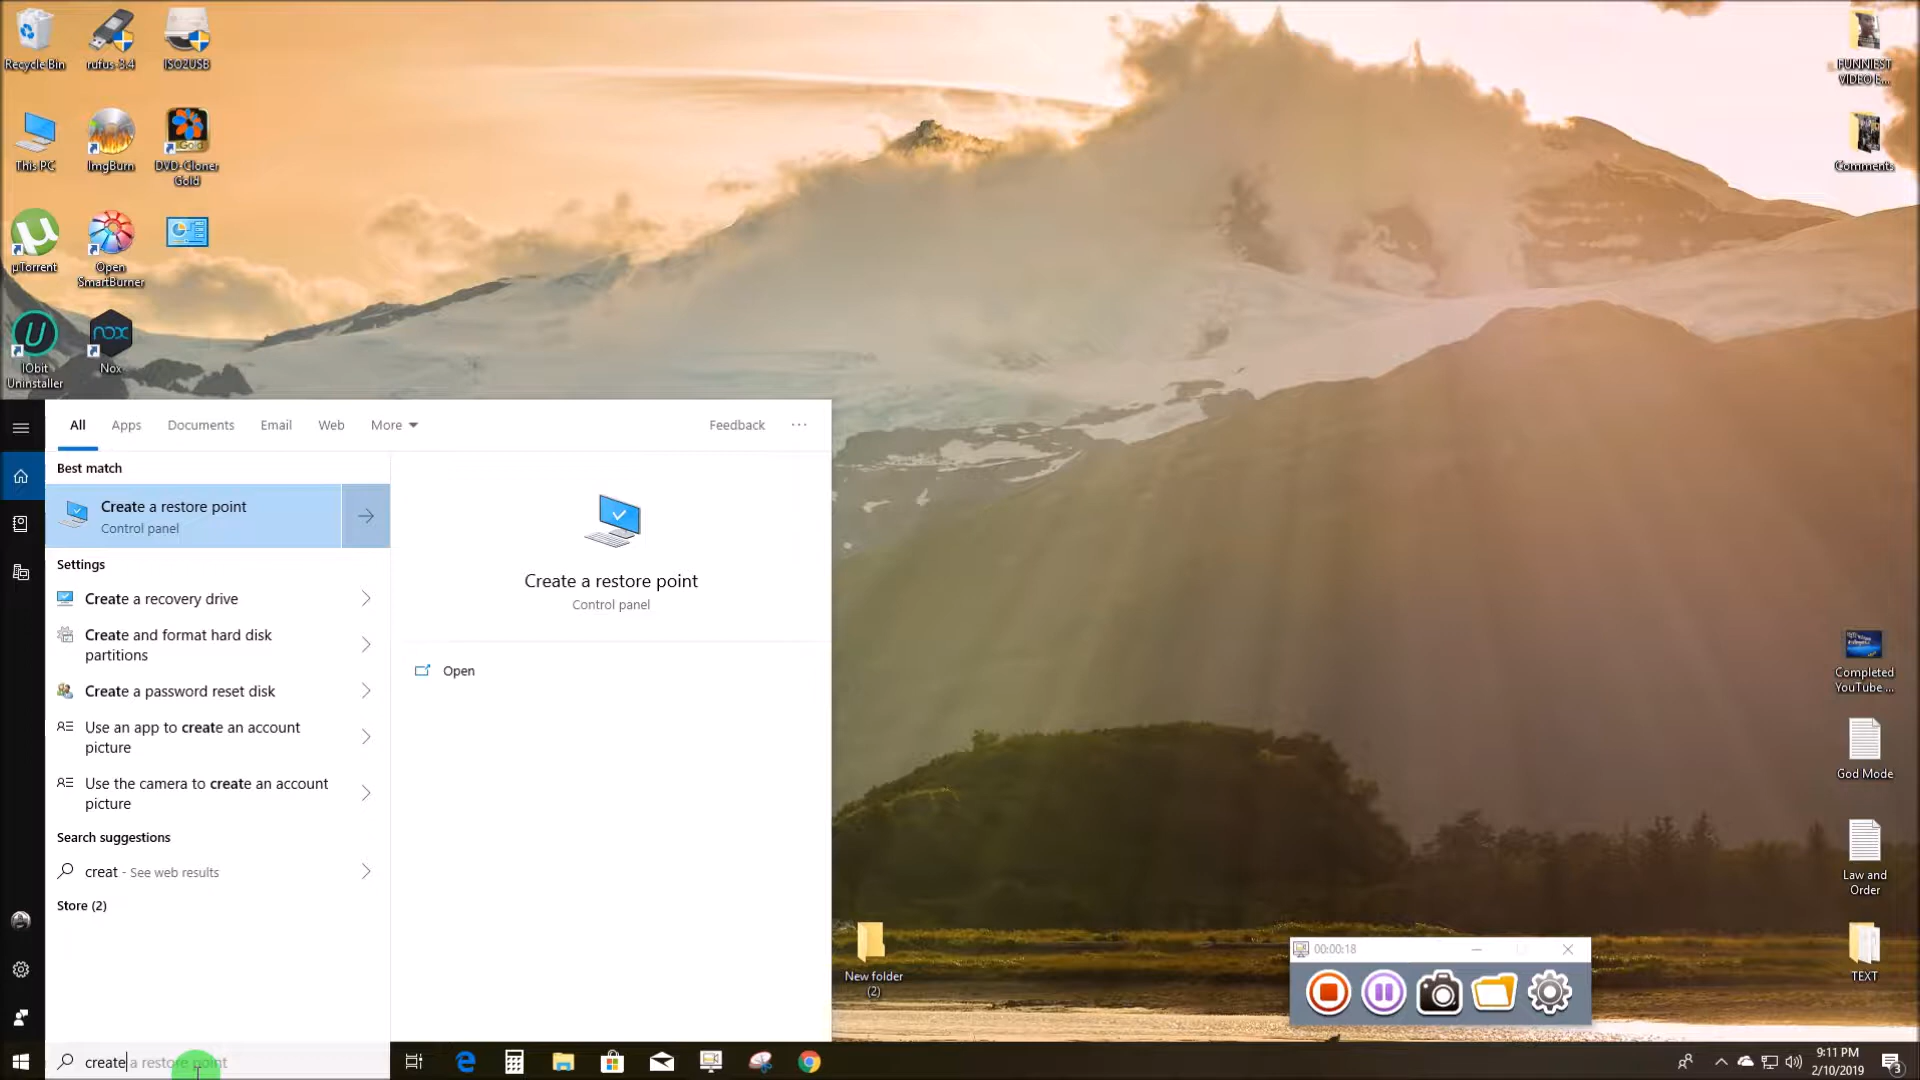 Recycle Bin
rufus-3.4
ISO2USB
This PC
ImgBurn
DVD-Cloner
Gold
Gold
µTorrent
Open
SmartBurner
U
IObit
Uninstaller
nox
Nox
FUNNIEST
VIDEO E...
Comments
Completed
YouTube ...
God Mode
Law and
Order
TEXT
New folder
(2)
All
Apps
Documents
Email
Web
More
Feedback
...
Best match
Create a restore point
Control panel
Settings
Create a recovery drive
Create and format hard disk
partitions
Create a password reset disk
Use an app to create an account
picture
Use the camera to create an account
picture
Search suggestions
creat - See web results
Store (2)
Create a restore point
Control panel
Open
00:00:18
create a restore point
9:11 PM
2/10/2019
3